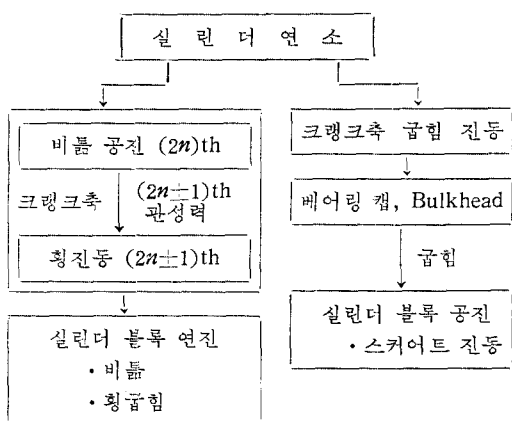 실 린 더 연 소
비틂 공진 (2n)th
크랭크축
(2n±1)th
관성력
횡진동 (2n±1)th
실린더 블록 연진
· 비틂
· 횡굽힘
크랭크축 굽힘 진동
베어링 캡, Bulkhead
굽힘
실린더 블록 공진
· 스커어트 진동